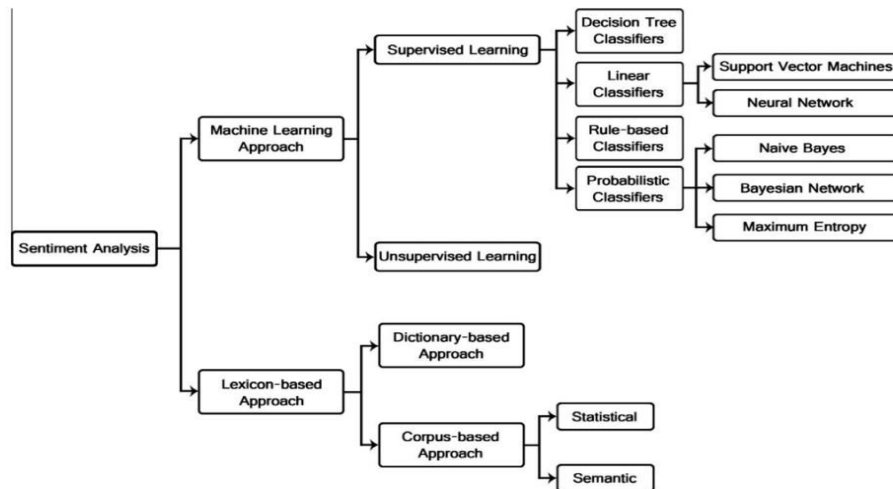 Decision Tree
Classifiers
Supervised Learning
Linear
Classifiers
Support Vector Machines
Neural Network
Machine Learning
Approach
Rule-based
Classifiers
Naive Bayes
Probabilistic
Classifiers
Bayesian Network
Maximum Entropy
Sentiment Analysis
Unsupervised Learning
Dictionary-based
Approach
Lexicon-based
Approach
Statistical
Corpus-based
Approach
Semantic